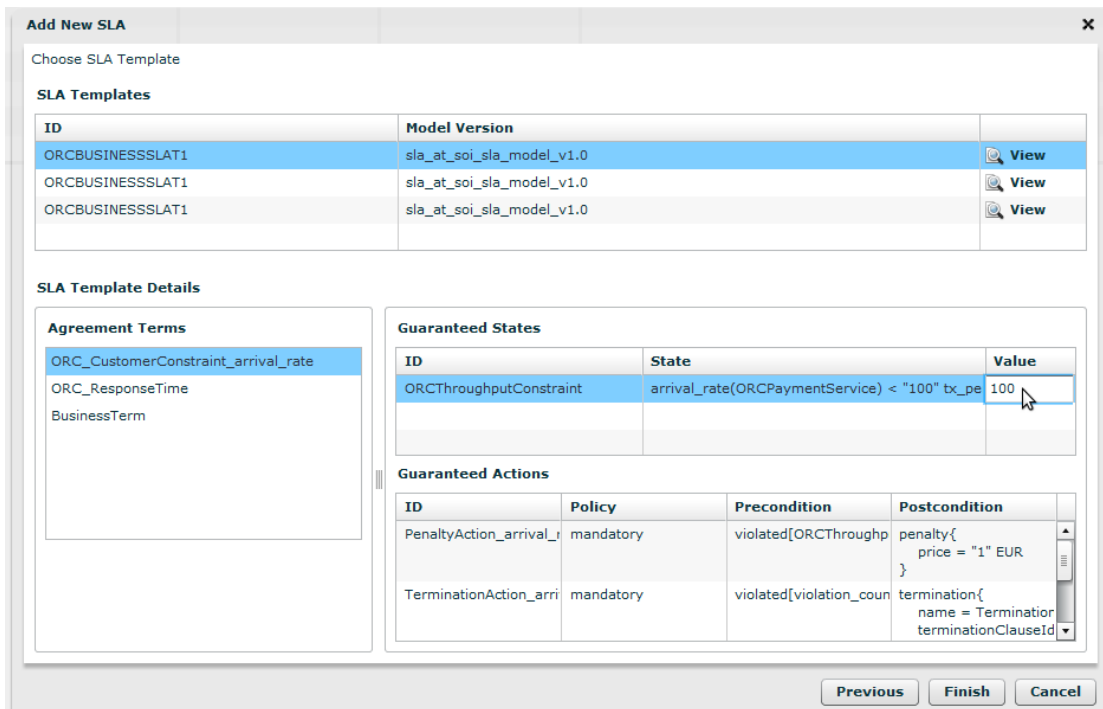 Add New SLA
Choose SLA Template
SLA Templates
ID Model Version
ORCBUSINESSSLAT1 sla_at_soi_sla_model_v1.0 View
ORCBUSINESSSLAT1 sla_at_soi_sla_model_v1.0 View
ORCBUSINESSSLAT1 sla_at_soi_sla_model_v1.0 View
SLA Template Details
Agreement Terms
ORC_CustomerConstraint_arrival_rate
ORC_ResponseTime
BusinessTerm
Guaranteed States
ID State Value
ORCThroughputConstraint arrival_rate(ORCPaymentService) < "100" tx_pe 100
Guaranteed Actions
ID Policy Precondition Postcondition
PenaltyAction_arrival_r mandatory violated[ORCThroughp penalty{
price = "1" EUR
}
TerminationAction_arri mandatory violated[violation_coun termination{
name = Termination
terminationClauseId
Previous Finish Cancel